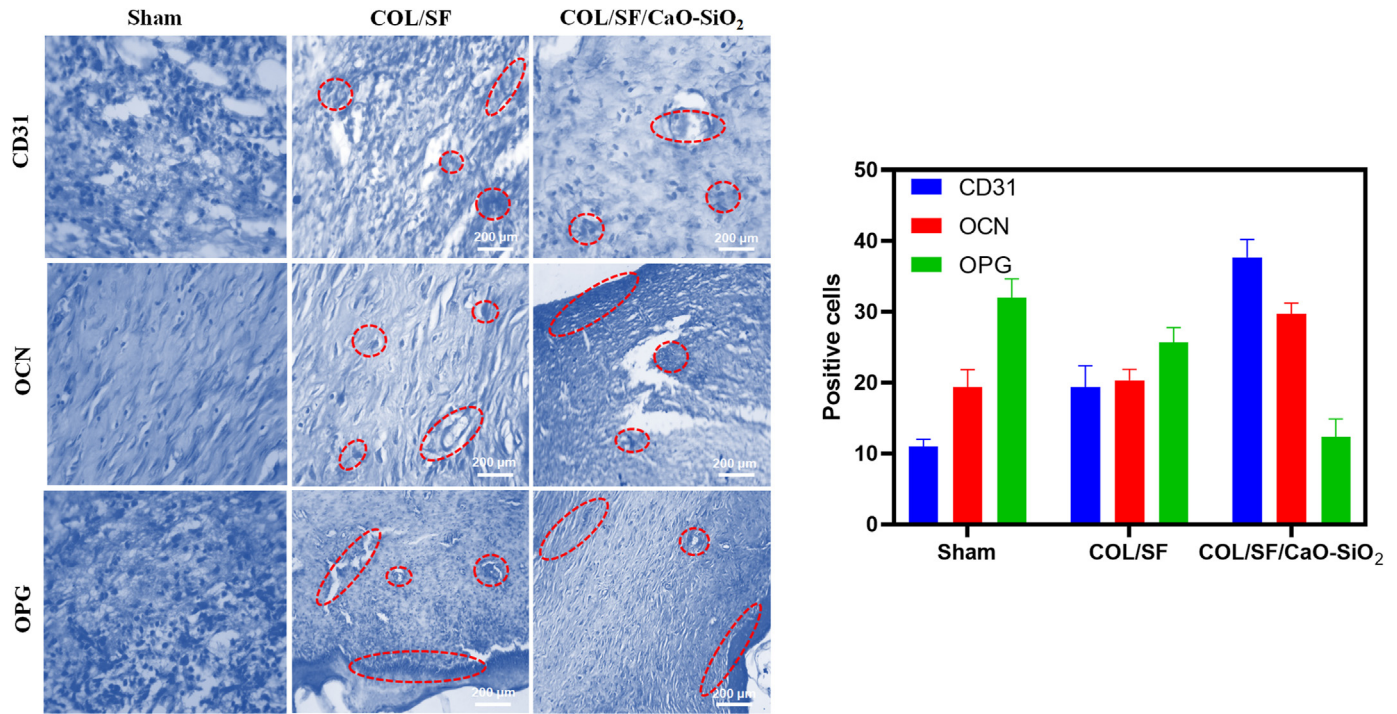 Sham COL/SF COL/SF/CaO-SiO₂
CD31
200 µm 200 µm
OCN
200 µm 200 µm
OPG
200 µm 200 µm
50
40
30
20
10
0
Positive cells
CD31
OCN
OPG
Sham COL/SF COL/SF/CaO-SiO₂